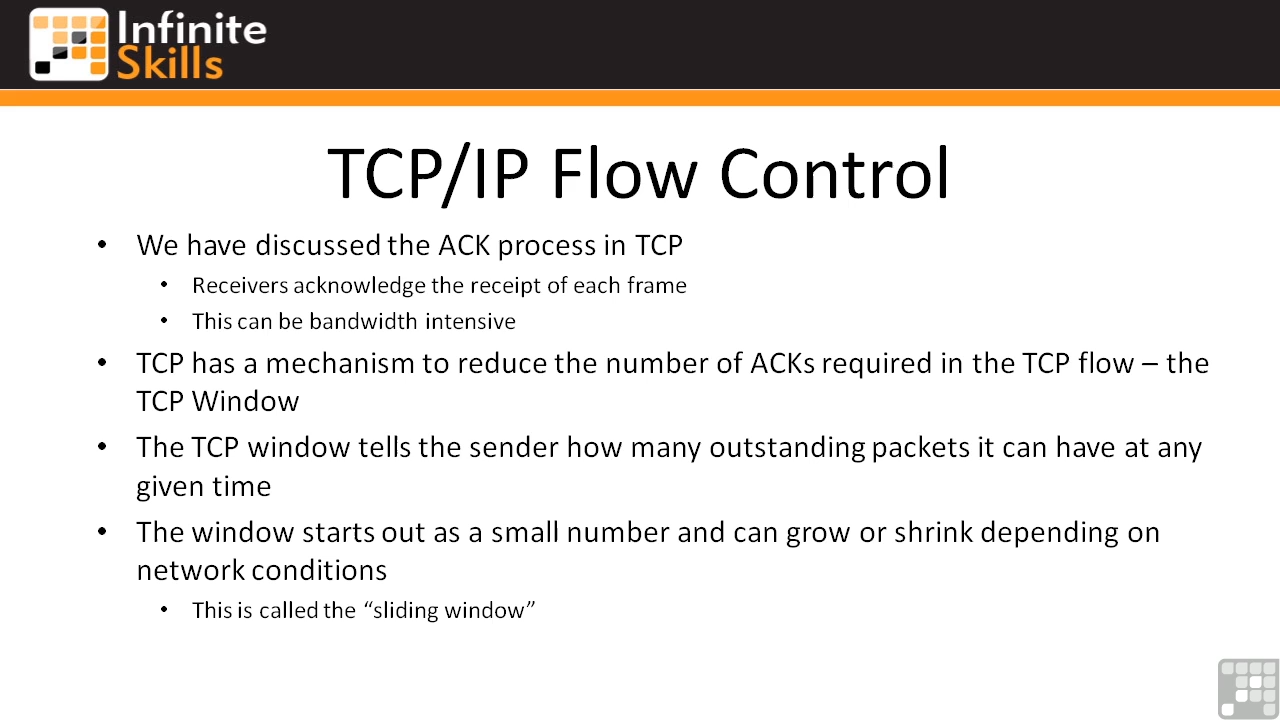 Infinite
Skills
TCP/IP Flow Control
• We have discussed the ACK process in TCP
• Receivers acknowledge the receipt of each frame
• This can be bandwidth intensive
• TCP has a mechanism to reduce the number of ACKs required in the TCP flow – the
TCP Window
• The TCP window tells the sender how many outstanding packets it can have at any
given time
• The window starts out as a small number and can grow or shrink depending on
network conditions
• This is called the “sliding window”